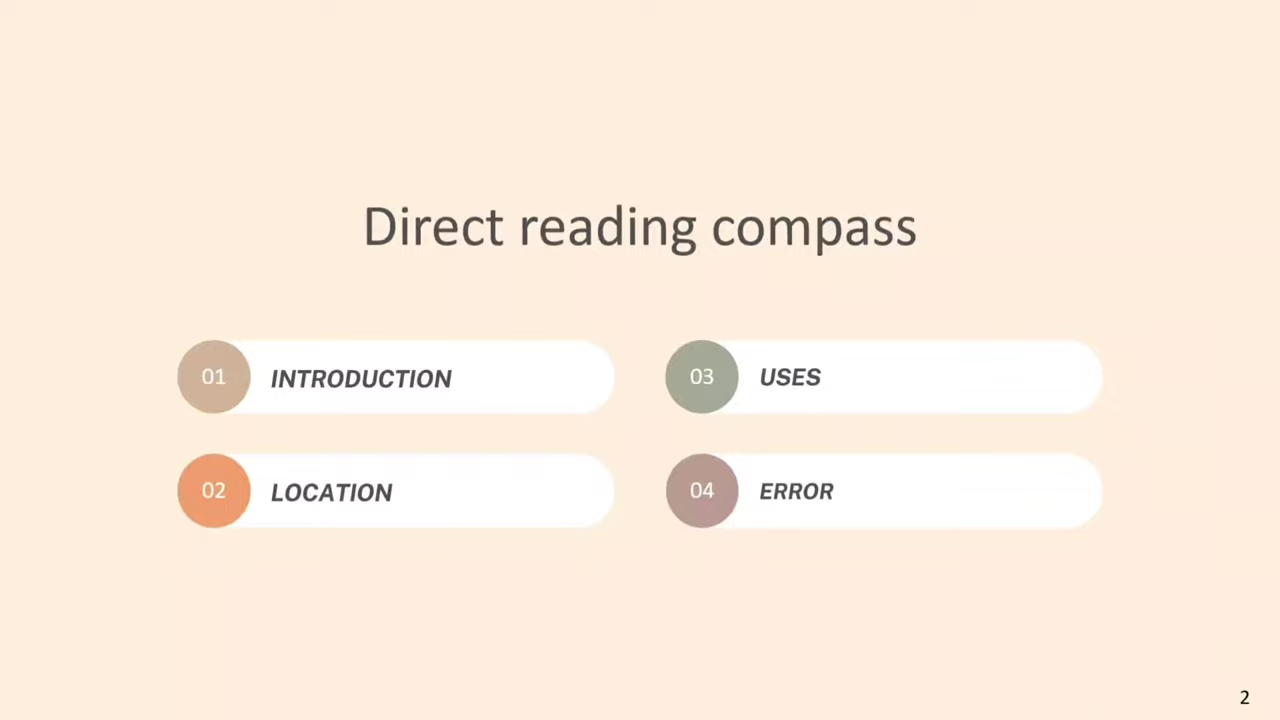 Direct reading compass
01 INTRODUCTION
02 LOCATION
03 USES
04 ERROR
2